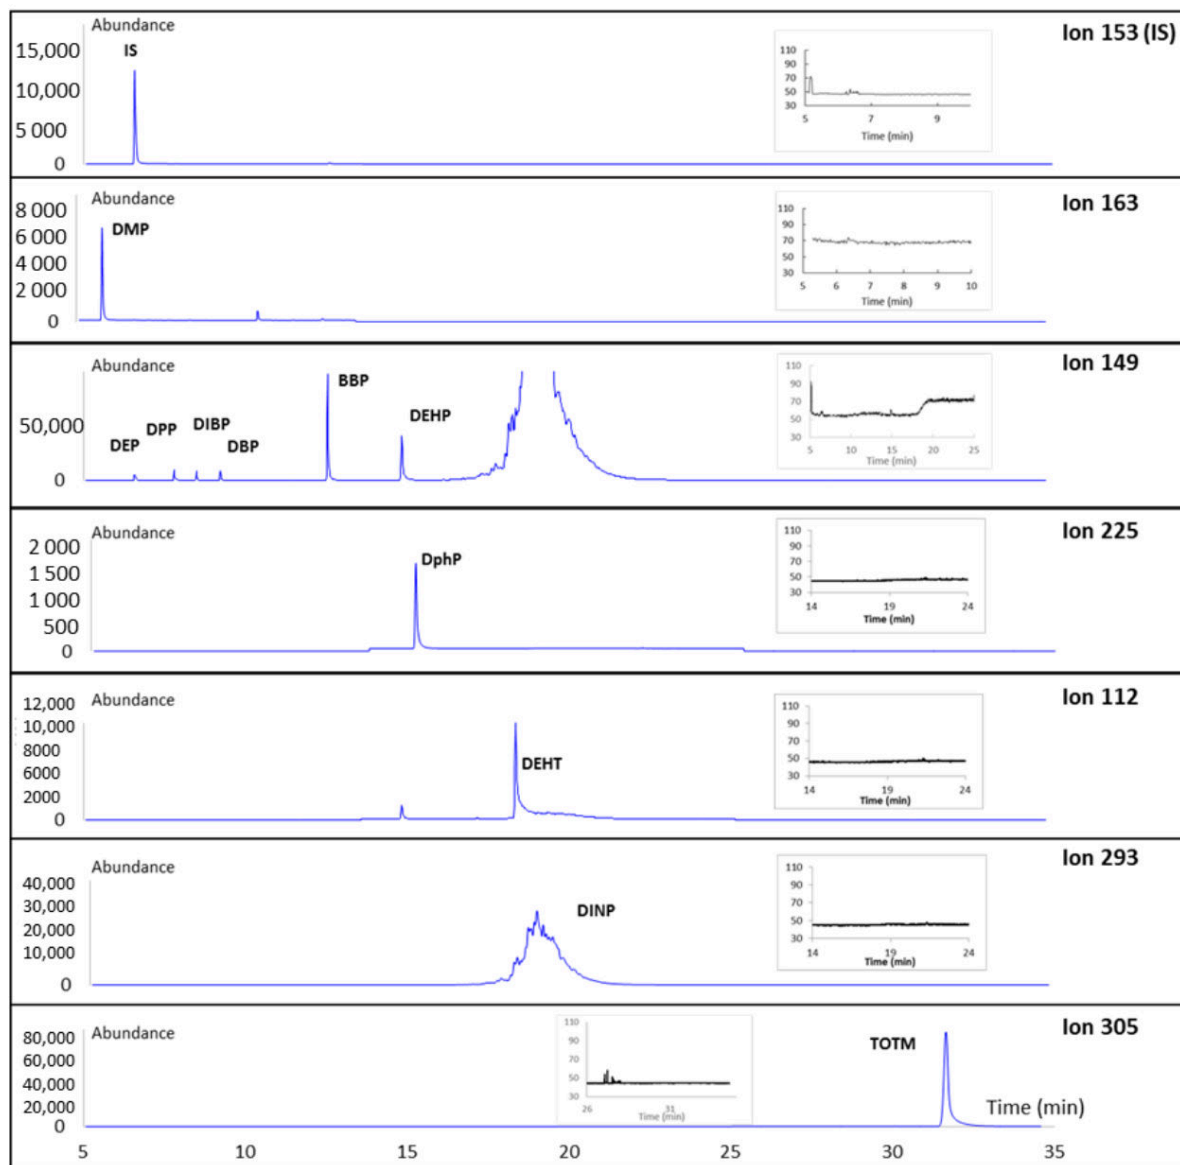 Abundance
Ion 153 (IS)
15,000
10,000
5 000
0
IS
110
90
70
50
30
5
7
9
Time (min)
Abundance
Ion 163
8 000
6 000
4 000
2 000
0
DMP
110
90
70
50
30
5
6
7
8
9
10
Time (min)
Abundance
Ion 149
50,000
0
DEP
DPP
DIBP
DBP
BBP
DEHP
110
90
70
50
30
5
10
15
20
25
Time (min)
Abundance
Ion 225
2 000
1 500
1 000
500
0
DphP
110
90
70
50
30
14
19
24
Time (min)
Abundance
Ion 112
12,000
10,000
8000
6000
2000
0
DEHT
110
90
70
50
30
14
19
24
Time (min)
Abundance
Ion 293
40,000
30,000
20,000
10,000
0
DINP
110
90
70
50
30
14
19
24
Time (min)
Abundance
Ion 305
80,000
60,000
40,000
20,000
0
110
90
70
50
30
26
31
Time (min)
TOTM
Time (min)
5
10
15
20
25
30
35